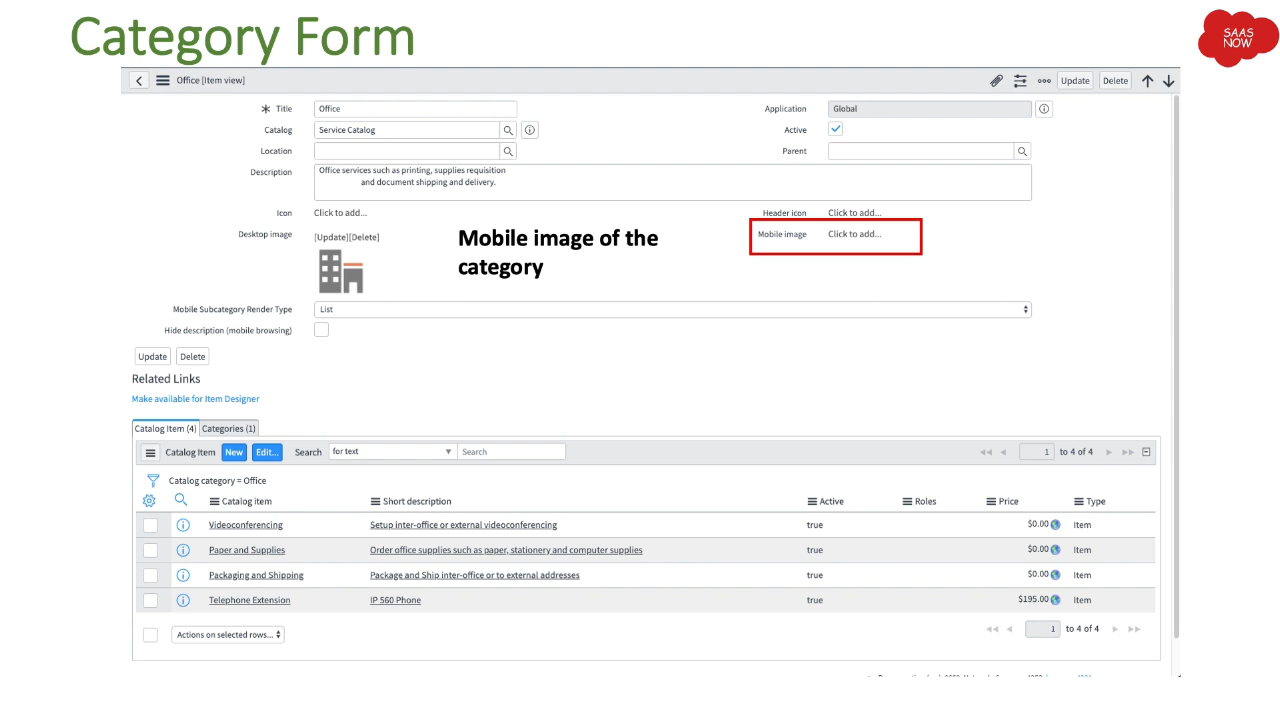 Category Form
SAAS
NOW
Office [Item view]
Update
Delete
Title
Office
Application
Global
Catalog
Service Catalog
Active
Location
Parent
Description
Office services such as printing, supplies requisition
and document shipping and delivery.
Icon
Click to add...
Header icon
Click to add...
Desktop image
[Update][Delete]
Mobile image of the
category
Mobile image
Click to add...
Mobile Subcategory Render Type
List
Hide description (mobile browsing)
Update
Delete
Related Links
Make available for Item Designer
Catalog Item (4)
Categories (1)
Catalog Item
New
Edit...
Search
for text
Search
1
to 4 of 4
Catalog category = Office
Catalog item
Short description
Active
Roles
Price
Type
Videoconferencing
Setup inter-office or external videoconferencing
true
$0.00
Item
Paper and Supplies
Order office supplies such as paper, stationery and computer supplies
true
$0.00
Item
Packaging and Shipping
Package and Ship inter-office or to external addresses
true
$0.00
Item
Telephone Extension
IP 560 Phone
true
$195.00
Item
Actions on selected rows...
1
to 4 of 4